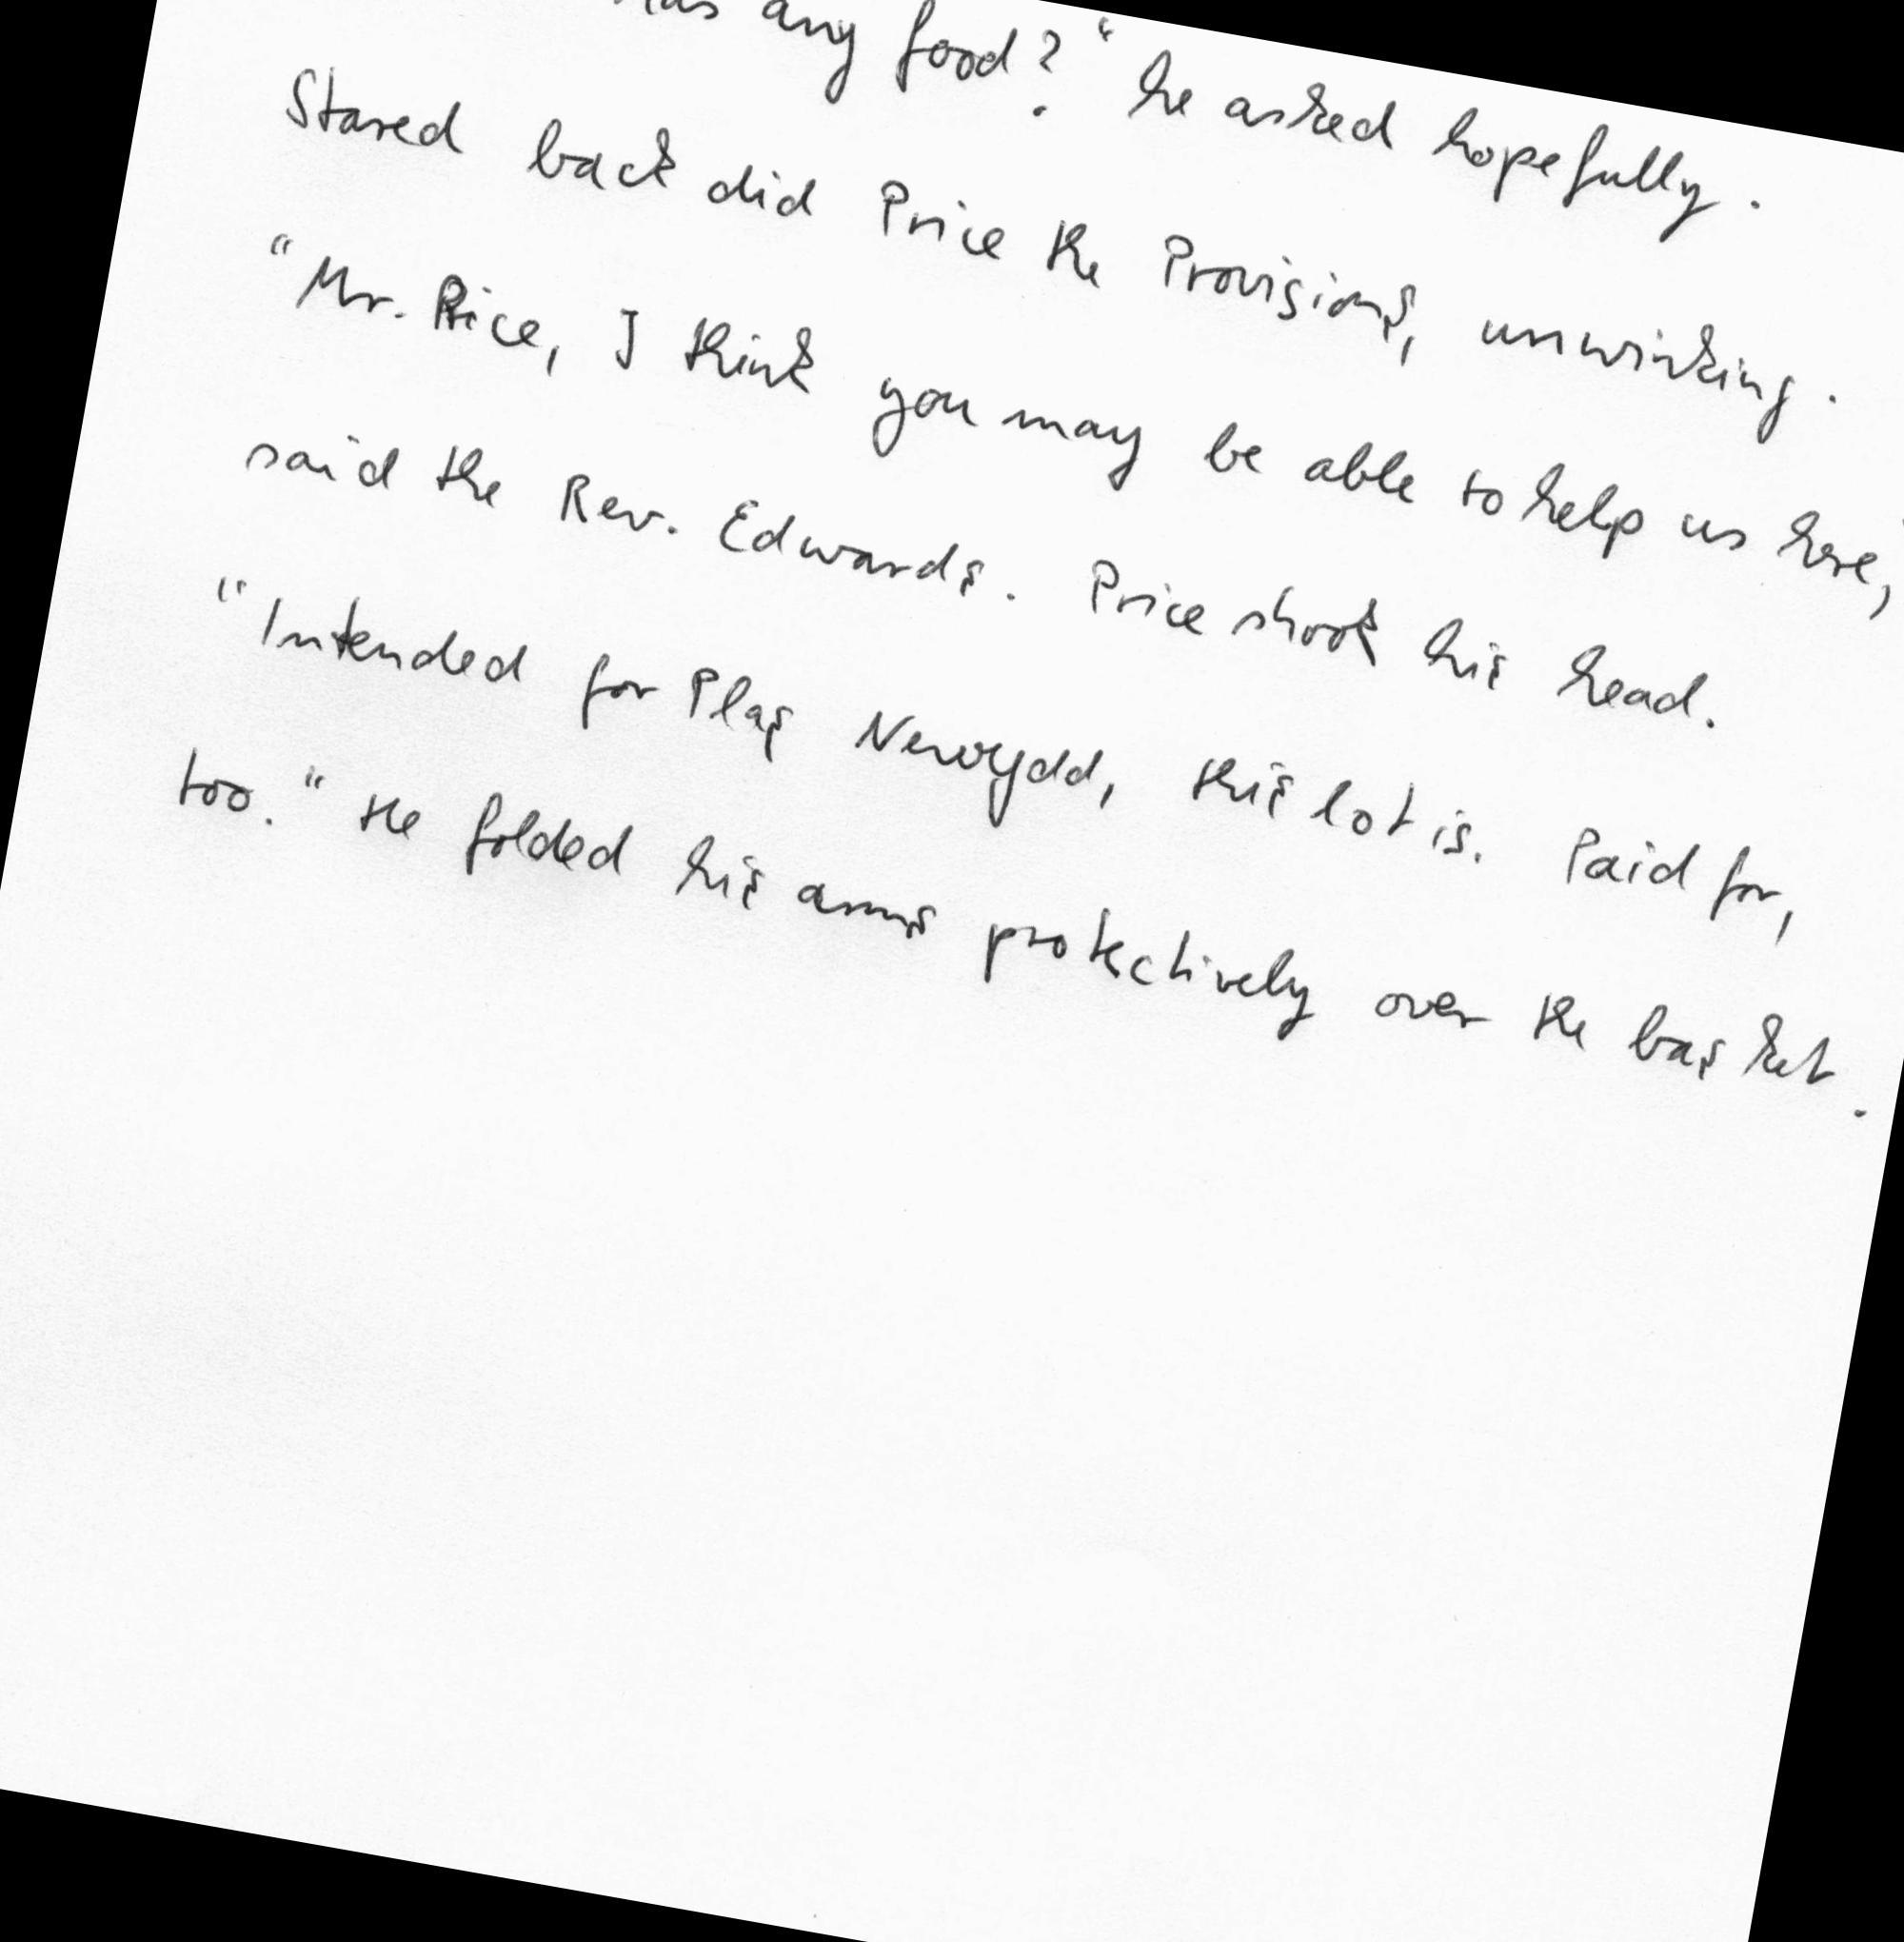 has any food?" he asked hopefully.
Stared back did Price the Provisions, unwinking.
"Mr. Price, I think you may be able to help us here,"
said the Rev. Edwards. Price shook his head.
"Intended for Plas Newydd, this lot is. Paid for,
too." He folded his arms protectively over the basket.